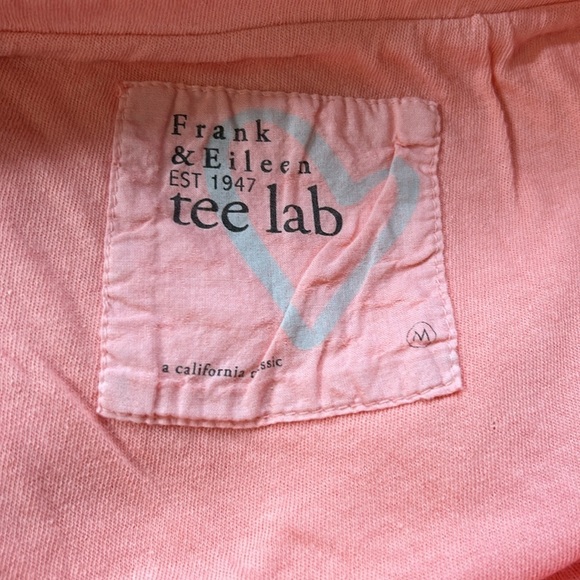 Frank
& Eileen
EST 1947
tee lab
M
a california